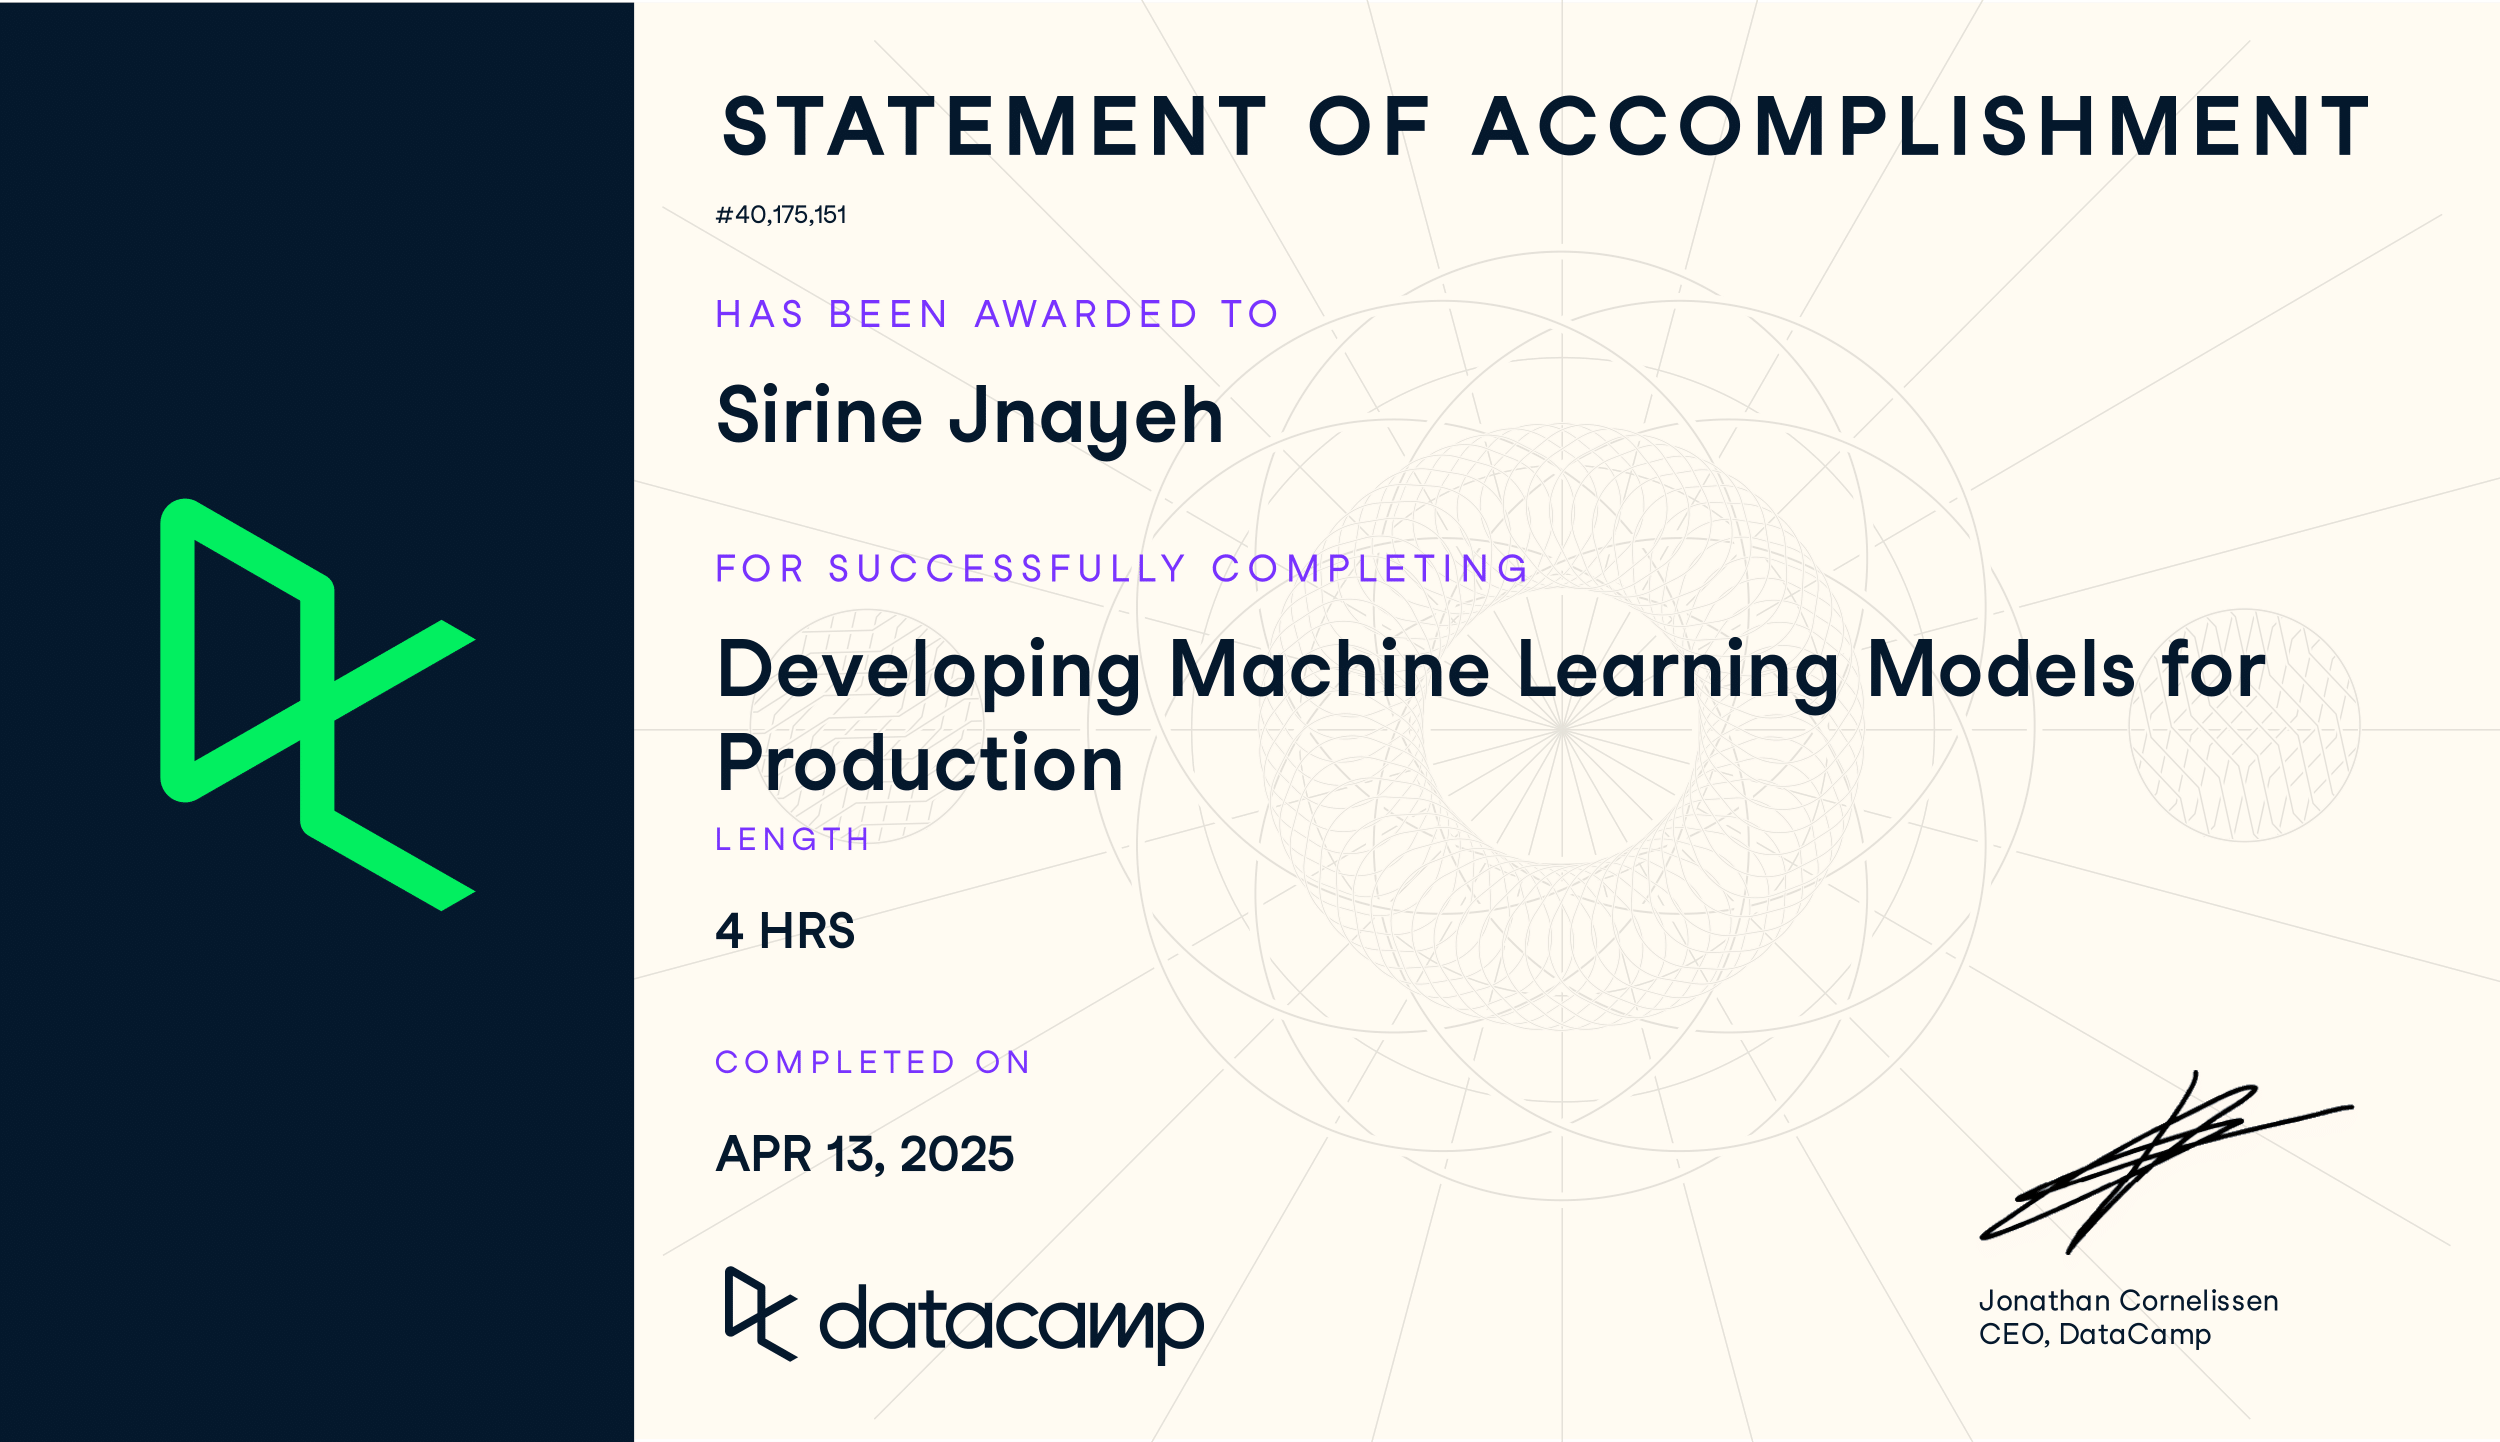 STATEMENT OF ACCOMPLISHMENT
#40,175,151
HAS BEEN AWARDED TO
Sirine Jnayeh
FOR SUCCESSFULLY COMPLETING
Developing Machine Learning Models for
Production
LENGTH
4 HRS
COMPLETED ON
APR 13, 2025
datacamp
Jonathan Cornelissen
CEO, DataCamp